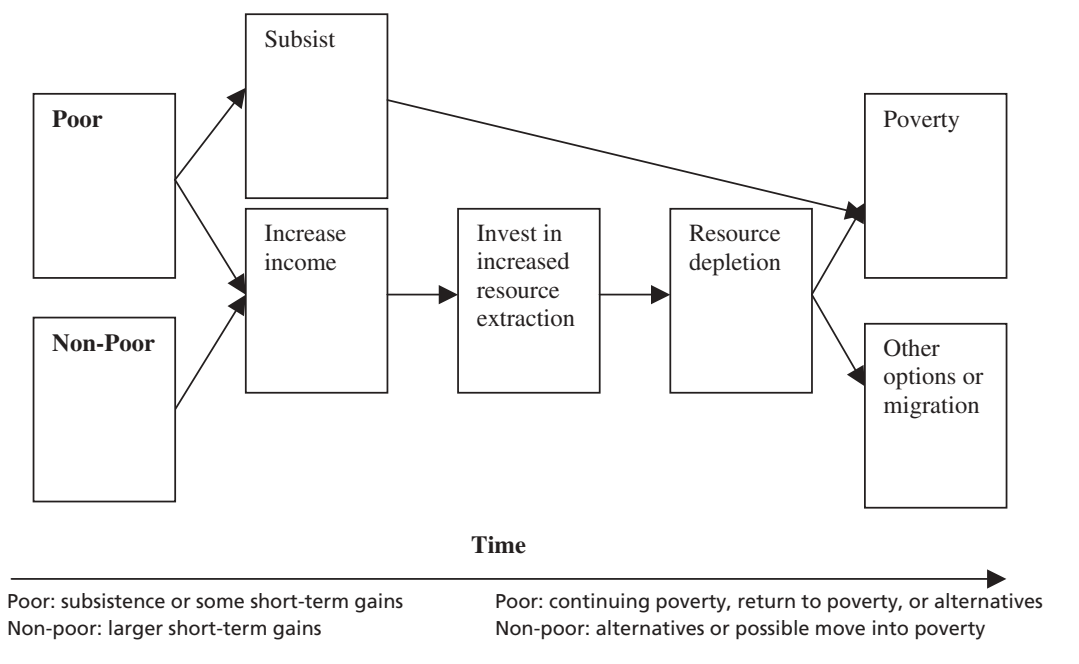 Subsist
Poor
Poverty
Increase
income
Invest in
increased
resource
extraction
Resource
depletion
Non-Poor
Other
options or
migration
Time
Poor: subsistence or some short-term gains
Non-poor: larger short-term gains
Poor: continuing poverty, return to poverty, or alternatives
Non-poor: alternatives or possible move into poverty